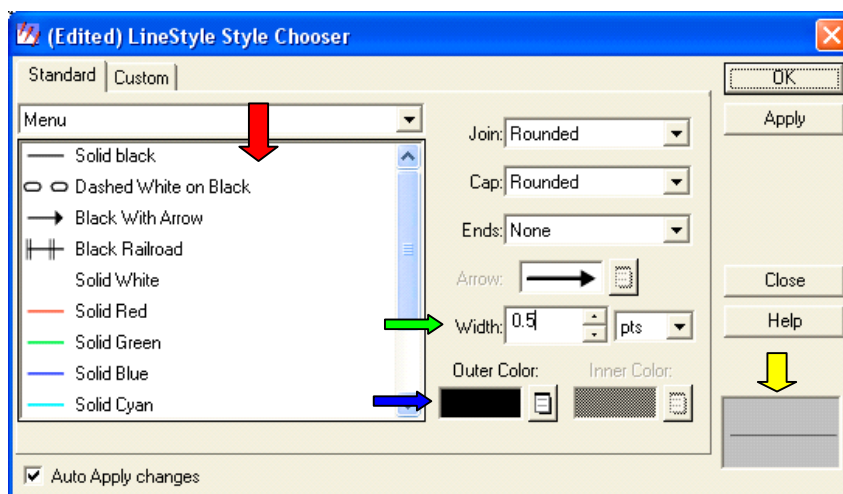 (Edited) LineStyle Style Chooser
Standard
Custom
Menu
Solid black
Dashed White on Black
Black With Arrow
Black Railroad
Solid White
Solid Red
Solid Green
Solid Blue
Solid Cyan
Join: Rounded
Cap: Rounded
Ends: None
Arrow:
Width: 0.5 pts
Outer Color: Inner Color:
OK
Apply
Close
Help
Auto Apply changes